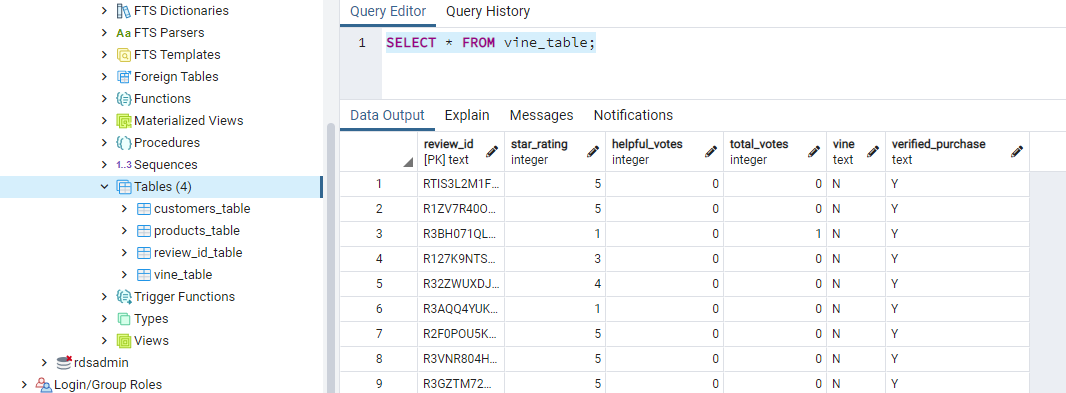 FTS Dictionaries
FTS Parsers
FTS Templates
Foreign Tables
Functions
Materialized Views
Procedures
1..3 Sequences
Tables (4)
customers_table
products_table
review_id_table
vine_table
Trigger Functions
Types
Views
rdsadmin
Login/Group Roles
Query Editor Query History
1 SELECT * FROM vine_table;
Data Output Explain Messages Notifications
review_id star_rating helpful_votes total_votes vine verified_purchase
[PK] text integer integer integer text text
1 RTIS3L2M1F... 5 0 0 N Y
2 R1ZV7R40O... 5 0 0 N Y
3 R3BH071QL... 1 0 1 N Y
4 R127K9NTS... 3 0 0 N Y
5 R32ZWUXDJ... 4 0 0 N Y
6 R3AQQ4YUK... 1 0 0 N Y
7 R2F0POU5K... 5 0 0 N Y
8 R3VNR804H... 5 0 0 N Y
9 R3GZTM72... 5 0 0 N Y